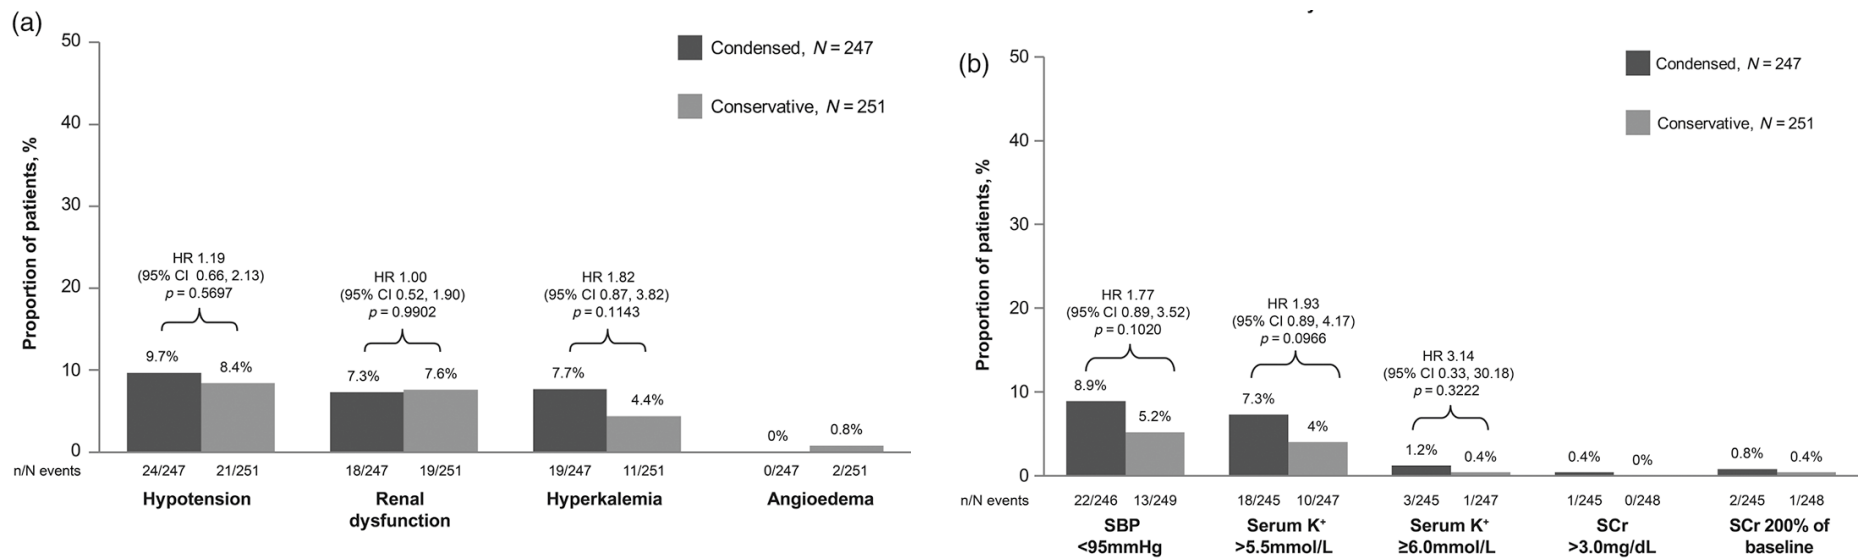 (a)
50
40
30
20
10
0
Proportion of patients, %
Condensed, N = 247
Conservative, N = 251
HR 1.19
(95% CI 0.66, 2.13)
p = 0.5697
9.7%
8.4%
HR 1.00
(95% CI 0.52, 1.90)
p = 0.9902
7.3%
7.6%
HR 1.82
(95% CI 0.87, 3.82)
p = 0.1143
7.7%
4.4%
0%
0.8%
n/N events
24/247 21/251 18/247 19/251 19/247 11/251 0/247 2/251
Hypotension
Renal
dysfunction
Hyperkalemia
Angioedema
(b)
50
40
30
20
10
0
Proportion of patients, %
Condensed, N = 247
Conservative, N = 251
HR 1.77
(95% CI 0.89, 3.52)
p = 0.1020
8.9%
5.2%
HR 1.93
(95% CI 0.89, 4.17)
p = 0.0966
7.3%
4%
HR 3.14
(95% CI 0.33, 30.18)
p = 0.3222
1.2%
0.4%
0.4%
0%
0.8%
0.4%
n/N events
22/246 13/249 18/245 10/247 3/245 1/247 1/245 0/248 2/245 1/248
SBP
<95mmHg
Serum K⁺
>5.5mmol/L
Serum K⁺
≥6.0mmol/L
SCr
>3.0mg/dL
SCr 200% of
baseline